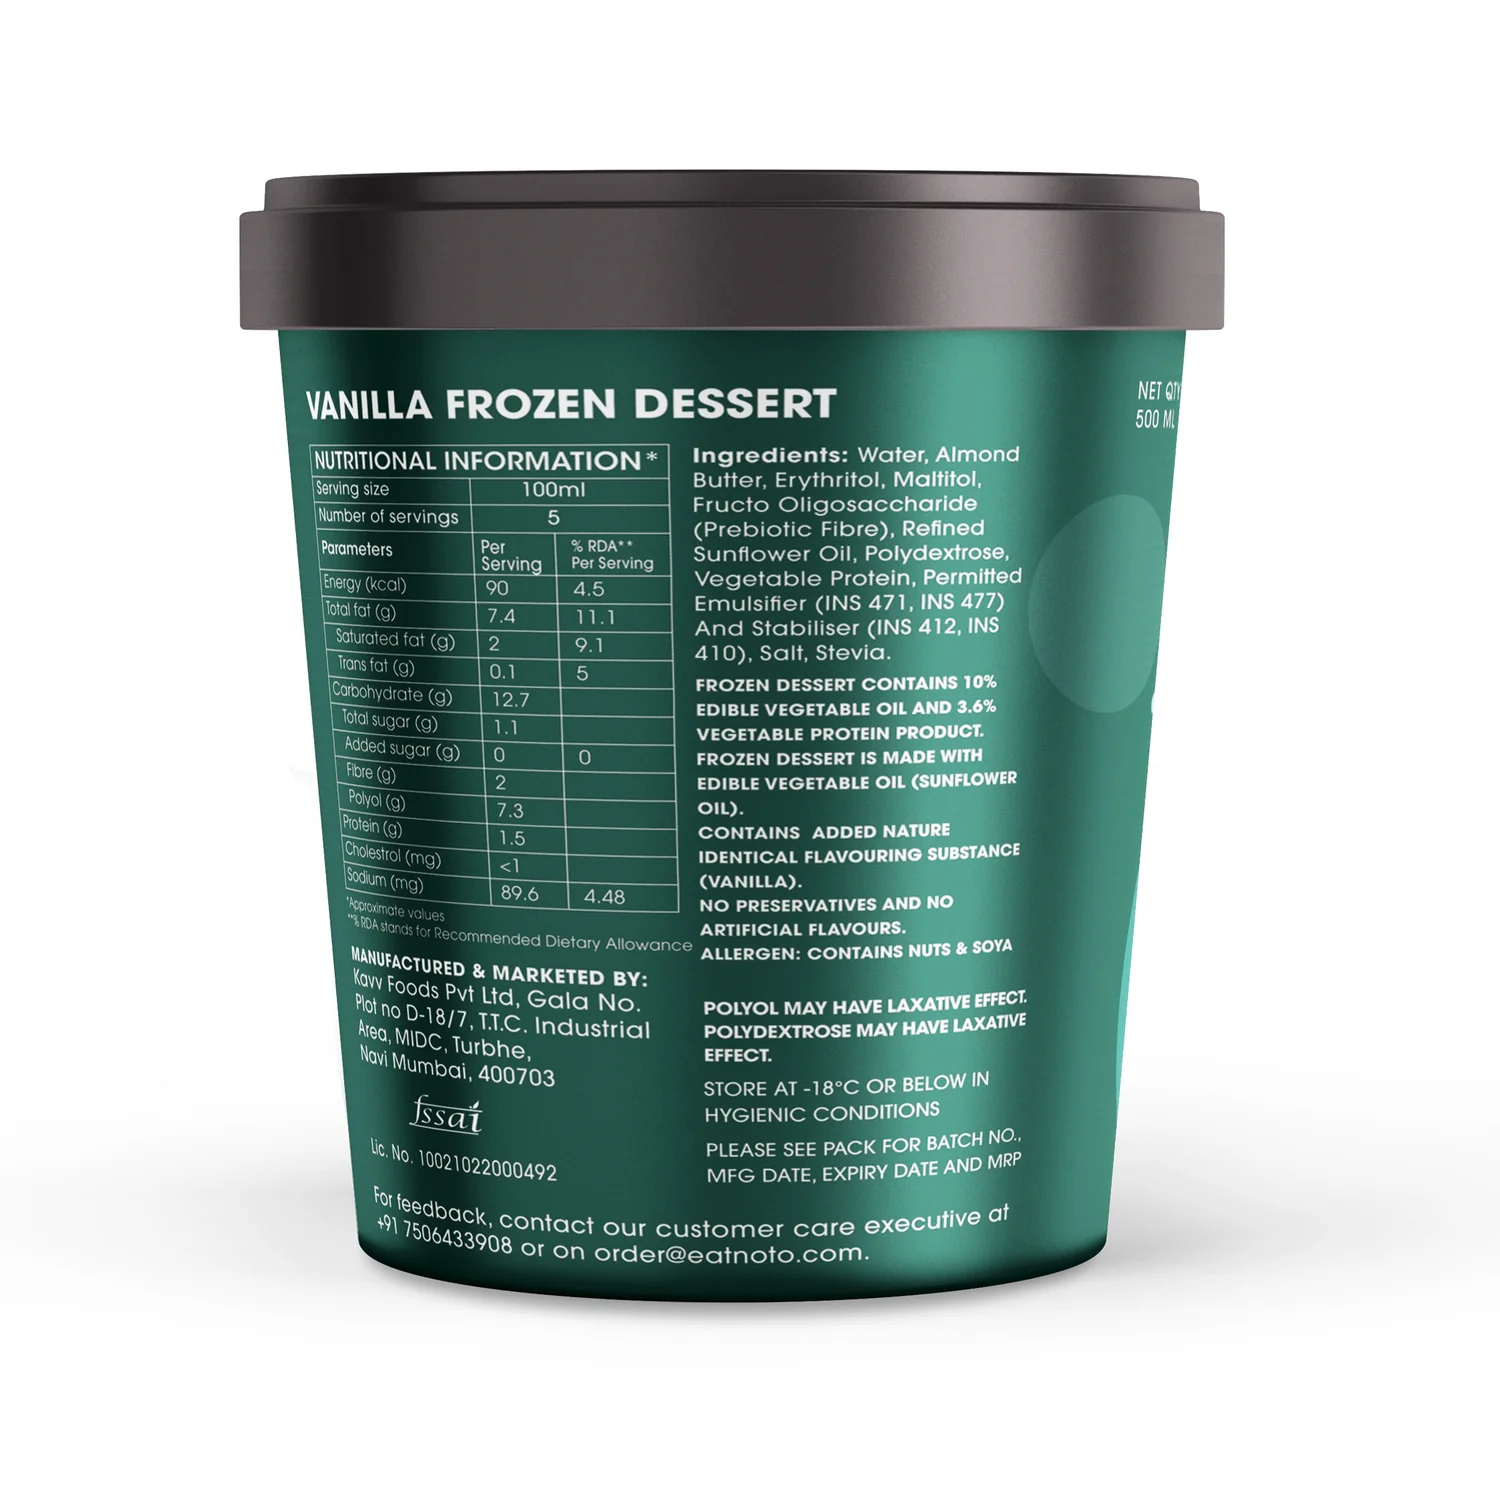 VANILLA FROZEN DESSERT
NET QTY
500 ML
NUTRITIONAL INFORMATION*
Serving size 100ml
Number of servings 5
Parameters Per Serving % RDA** Per Serving
Energy (kcal) 90 4.5
Total fat (g) 7.4 11.1
Saturated fat (g) 2 9.1
Trans fat (g) 0.1 5
Carbohydrate (g) 12.7
Total sugar (g) 1.1
Added sugar (g) 0 0
Fibre (g) 2
Polyol (g) 7.3
Protein (g) 1.5
Cholestrol (mg) <1
Sodium (mg) 89.6 4.48
*Approximate values
**% RDA stands for Recommended Dietary Allowance
MANUFACTURED & MARKETED BY:
Kavv Foods Pvt Ltd, Gala No.
Plot no D-18/7, T.T.C. Industrial
Area, MIDC, Turbhe,
Navi Mumbai, 400703
fssai
Lic. No. 10021022000492
Ingredients: Water, Almond
Butter, Erythritol, Maltitol,
Fructo Oligosaccharide
(Prebiotic Fibre), Refined
Sunflower Oil, Polydextrose,
Vegetable Protein, Permitted
Emulsifier (INS 471, INS 477)
And Stabiliser (INS 412, INS
410), Salt, Stevia.
FROZEN DESSERT CONTAINS 10%
EDIBLE VEGETABLE OIL AND 3.6%
VEGETABLE PROTEIN PRODUCT.
FROZEN DESSERT IS MADE WITH
EDIBLE VEGETABLE OIL (SUNFLOWER
OIL).
CONTAINS ADDED NATURE
IDENTICAL FLAVOURING SUBSTANCE
(VANILLA).
NO PRESERVATIVES AND NO
ARTIFICIAL FLAVOURS.
ALLERGEN: CONTAINS NUTS & SOYA
POLYOL MAY HAVE LAXATIVE EFFECT.
POLYDEXTROSE MAY HAVE LAXATIVE
EFFECT.
STORE AT -18°C OR BELOW IN
HYGIENIC CONDITIONS
PLEASE SEE PACK FOR BATCH NO.,
MFG DATE, EXPIRY DATE AND MRP
For feedback, contact our customer care executive at
+91 7506433908 or on order@eatnoto.com.